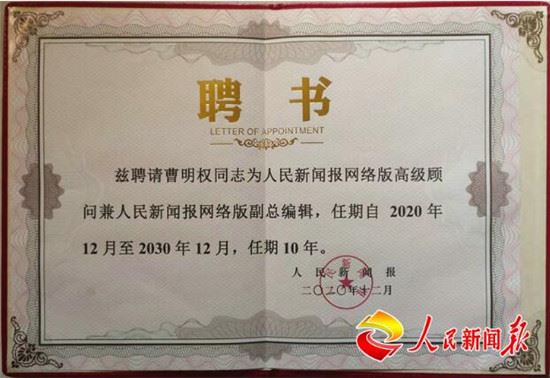 聘 书
LETTER OF APPOINTMENT
兹聘请曹明权同志为人民新闻报网络版高级顾
问兼人民新闻报网络版副总编辑，任期自 2020 年
12 月至 2030 年 12 月，任期 10 年。
人 民 新 闻 报
二〇二〇年十二月
人民新闻报